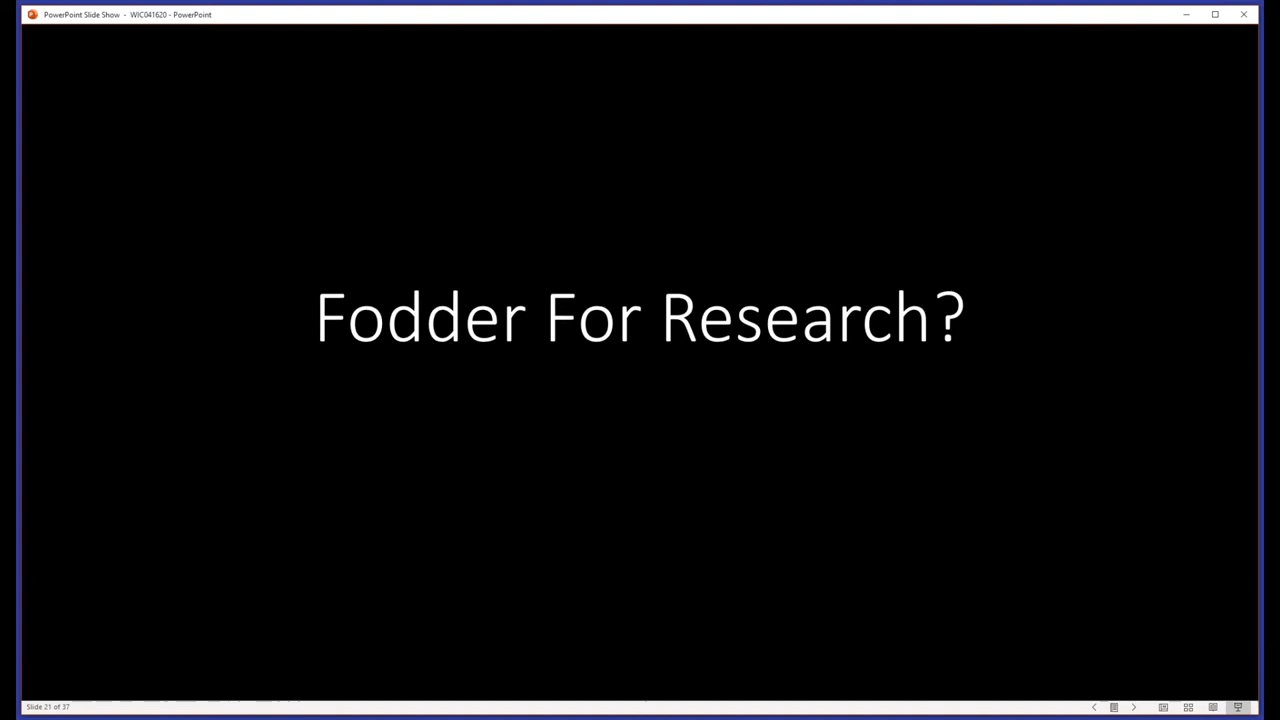 PowerPoint Slide Show - WIC041620 - PowerPoint
Fodder For Research?
Slide 21 of 37